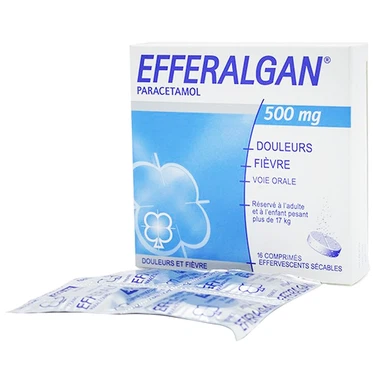 EFFERALGAN®
PARACETAMOL
500 mg
DOULEURS
FIÈVRE
VOIE ORALE
Réservé à l'adulte
et à l'enfant pesant
plus de 17 kg
16 COMPRIMÉS
EFFERVESCENTS SÉCABLES
DOULEURS ET FIÈVRE